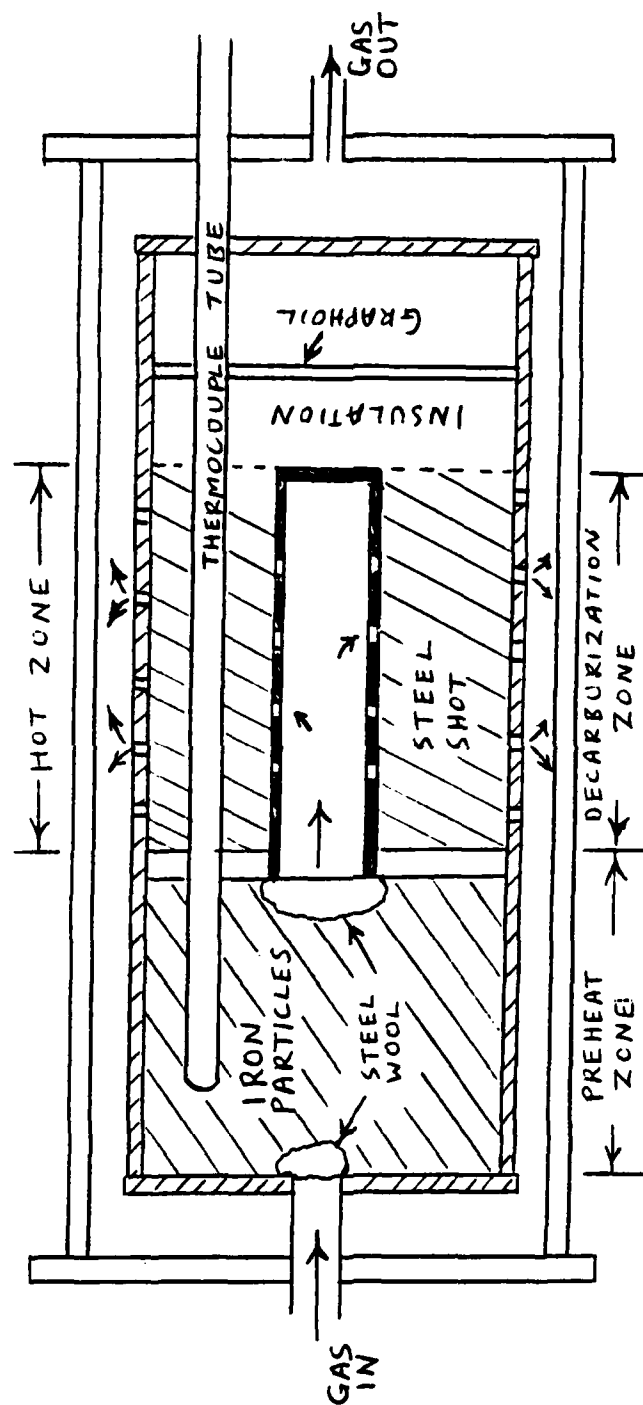 GAS
OUT
THERMOCOUPLE TUBE
GRAPHOIL
INSULATION
HOT ZONE
STEEL
SHOT
DECARBURIZATION
ZONE
IRON
PARTICLES
STEEL
WOOL
PREHEAT
ZONE
GAS
IN